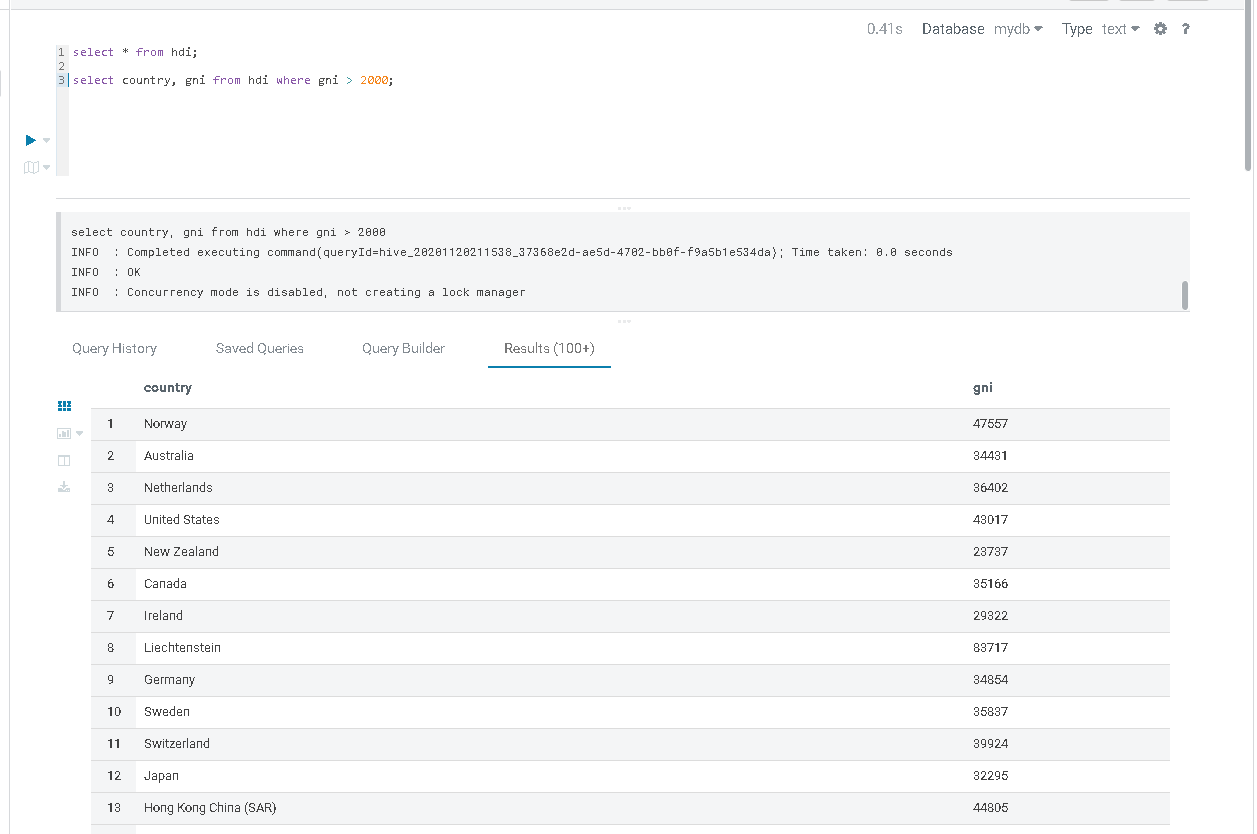 0.41s Database mydb Type text ?
1 select * from hdi;
2
3 select country, gni from hdi where gni > 2000;
select country, gni from hdi where gni > 2000
INFO : Completed executing command(queryId=hive_20201120211538_37368e2d-ae5d-4702-bb0f-f9a5b1e534da); Time taken: 0.0 seconds
INFO : OK
INFO : Concurrency mode is disabled, not creating a lock manager
Query History Saved Queries Query Builder Results (100+)
country gni
1 Norway 47557
2 Australia 34431
3 Netherlands 36402
4 United States 43017
5 New Zealand 23737
6 Canada 35166
7 Ireland 29322
8 Liechtenstein 83717
9 Germany 34854
10 Sweden 35837
11 Switzerland 39924
12 Japan 32295
13 Hong Kong China (SAR) 44805